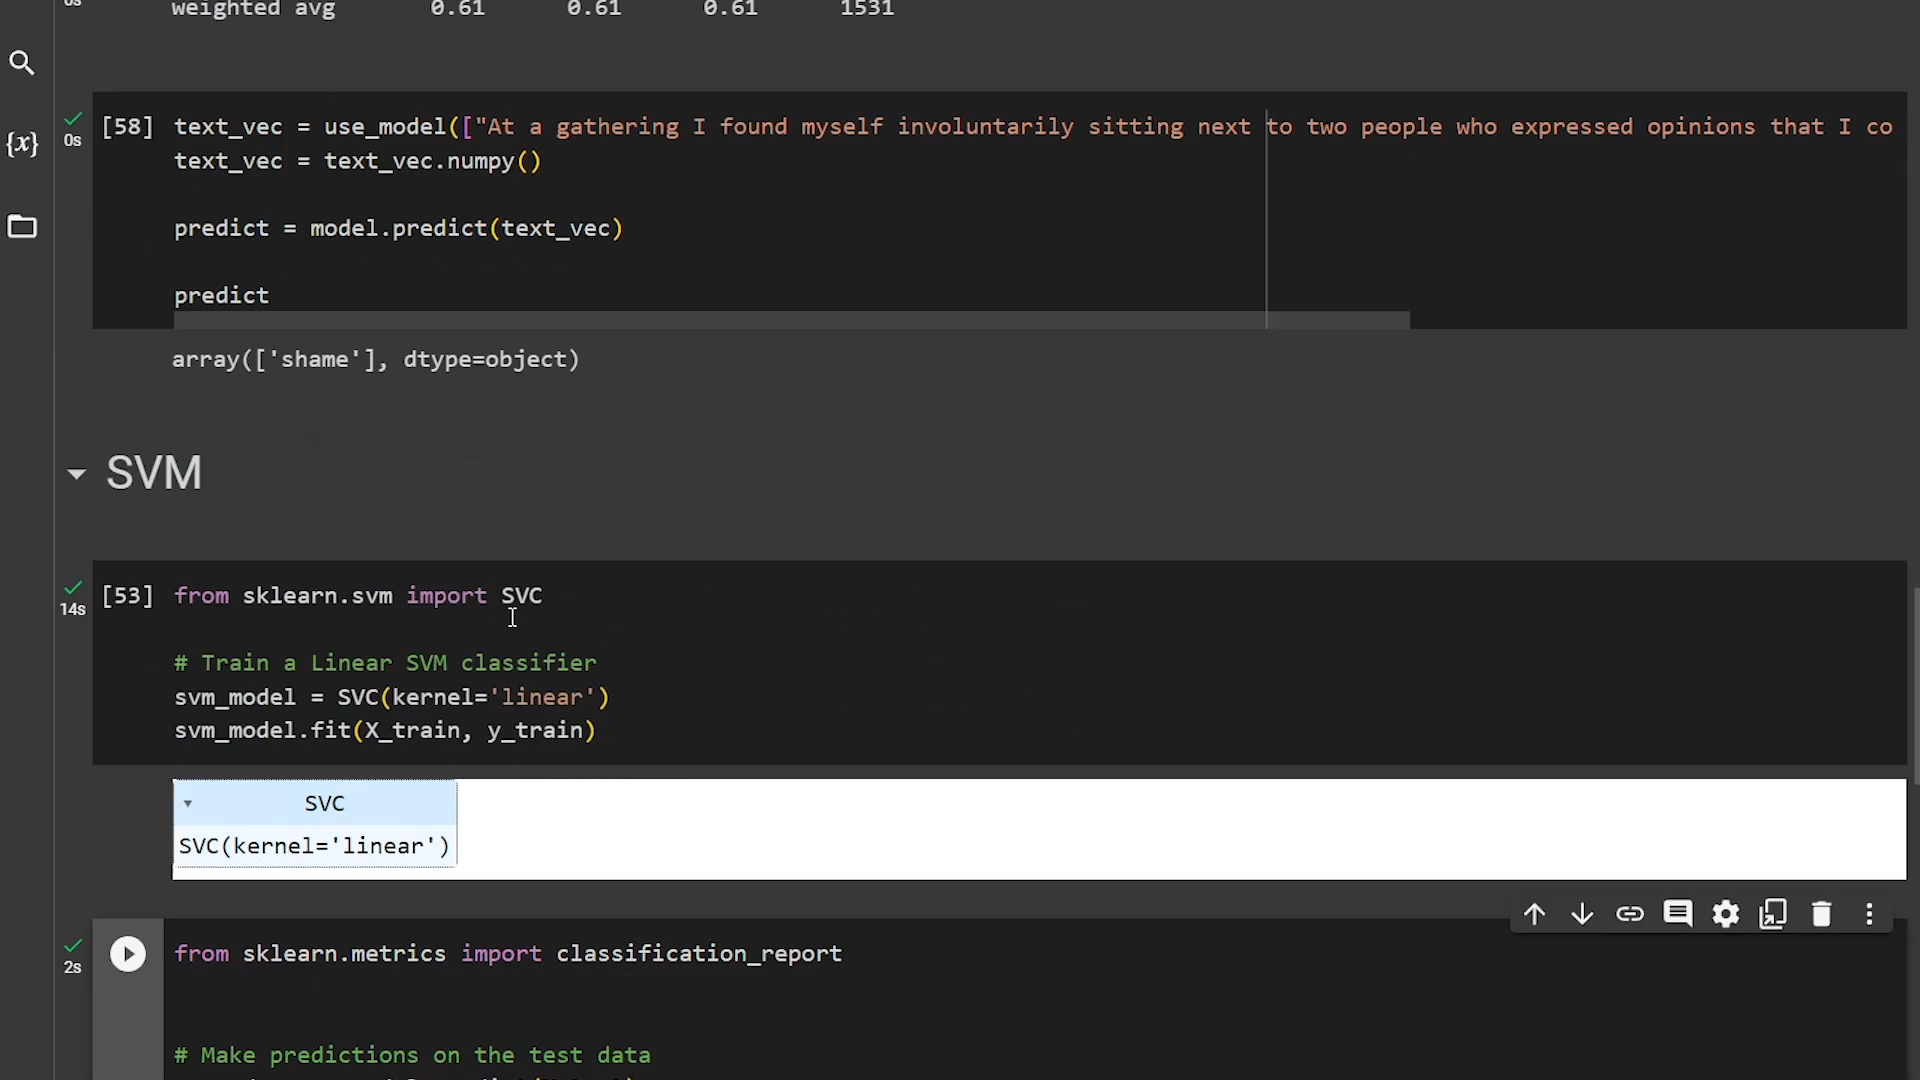 0s
weighted avg 0.61 0.61 0.61 1531
{x}
0s
[58] text_vec = use_model(["At a gathering I found myself involuntarily sitting next to two people who expressed opinions that I co
text_vec = text_vec.numpy()
predict = model.predict(text_vec)
predict
array(['shame'], dtype=object)
SVM
14s
[53] from sklearn.svm import SVC
# Train a Linear SVM classifier
svm_model = SVC(kernel='linear')
svm_model.fit(X_train, y_train)
SVC
SVC(kernel='linear')
2s
from sklearn.metrics import classification_report
# Make predictions on the test data